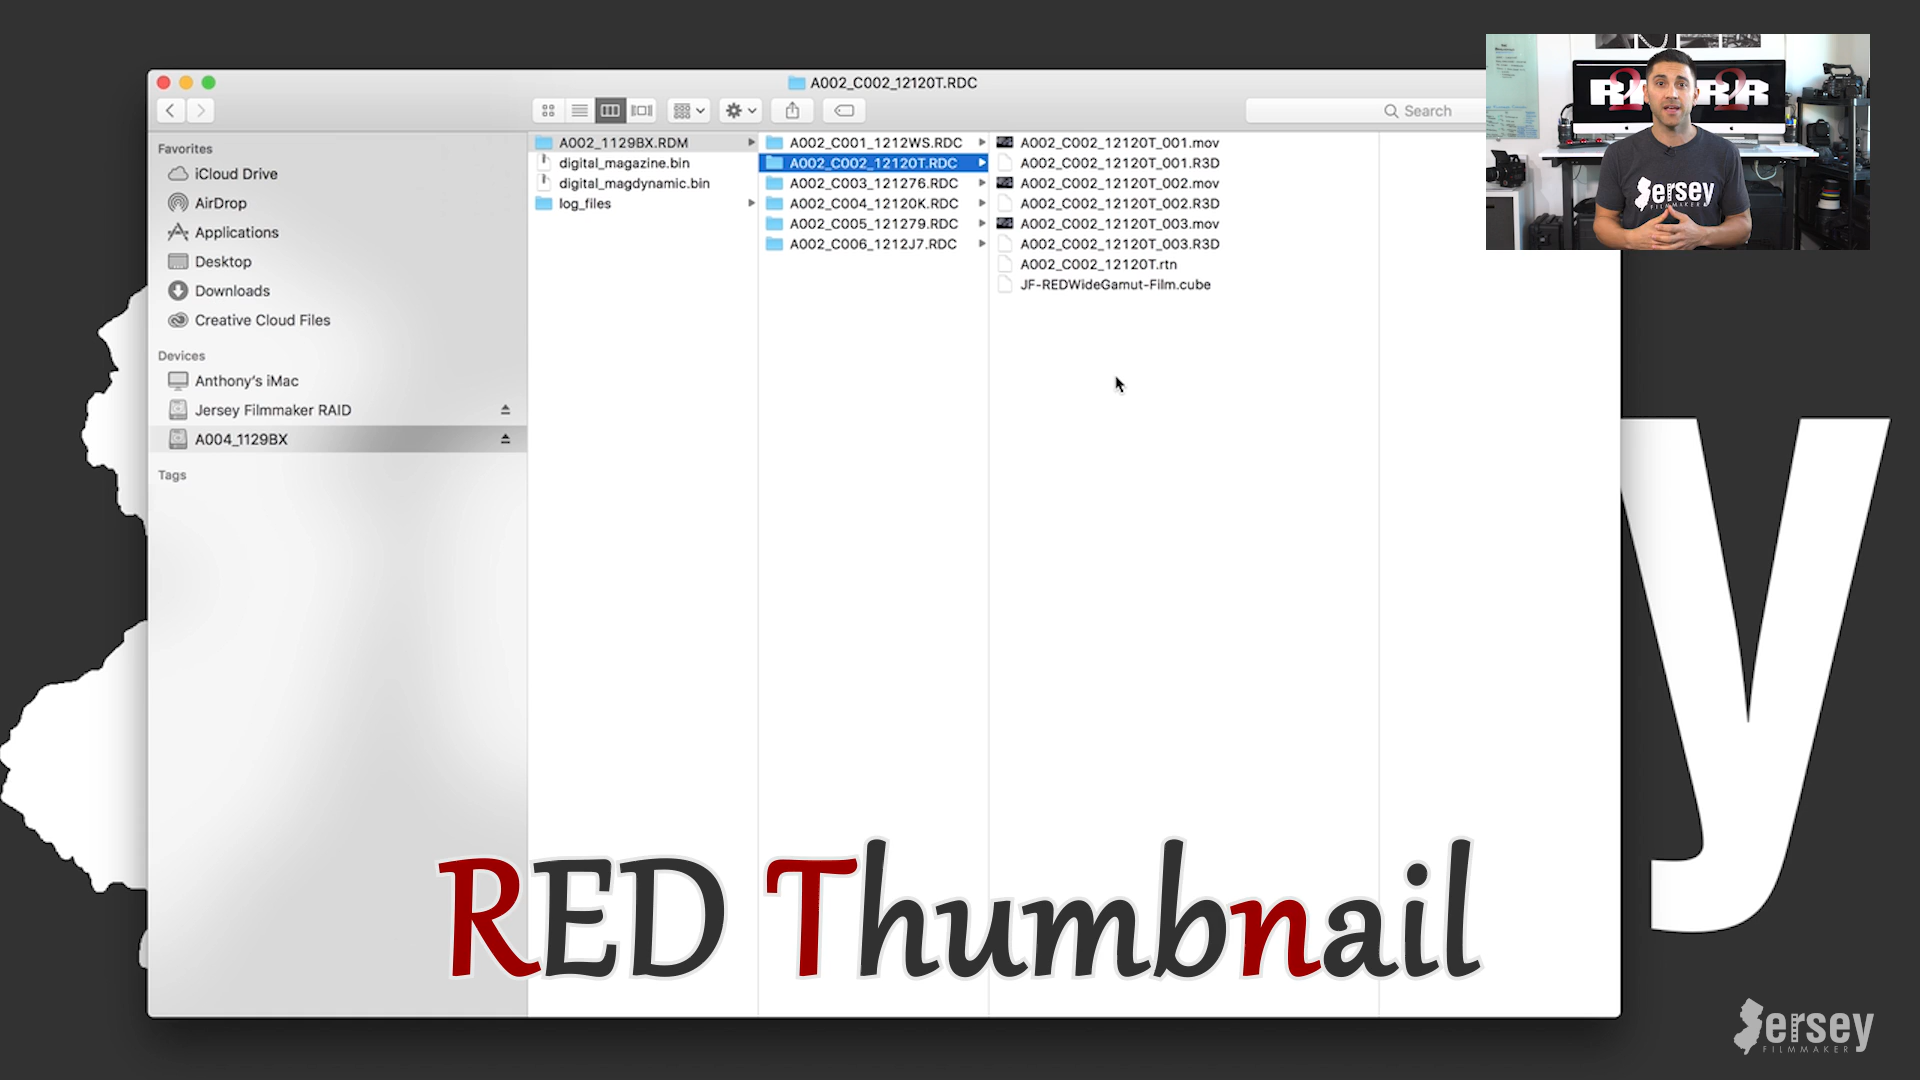 A002_C002_12120T.RDC
Search
Favorites
iCloud Drive
AirDrop
Applications
Desktop
Downloads
Creative Cloud Files
Devices
Anthony's iMac
Jersey Filmmaker RAID
A004_1129BX
Tags
A002_1129BX.RDM
digital_magazine.bin
digital_magdynamic.bin
log_files
A002_C001_1212WS.RDC
A002_C002_12120T.RDC
A002_C003_121276.RDC
A002_C004_12120K.RDC
A002_C005_121279.RDC
A002_C006_1212J7.RDC
A002_C002_12120T_001.mov
A002_C002_12120T_001.R3D
A002_C002_12120T_002.mov
A002_C002_12120T_002.R3D
A002_C002_12120T_003.mov
A002_C002_12120T_003.R3D
A002_C002_12120T.rtn
JF-REDWideGamut-Film.cube
Jersey
FILMMAKER
y
RED Thumbnail
Jersey
FILMMAKER